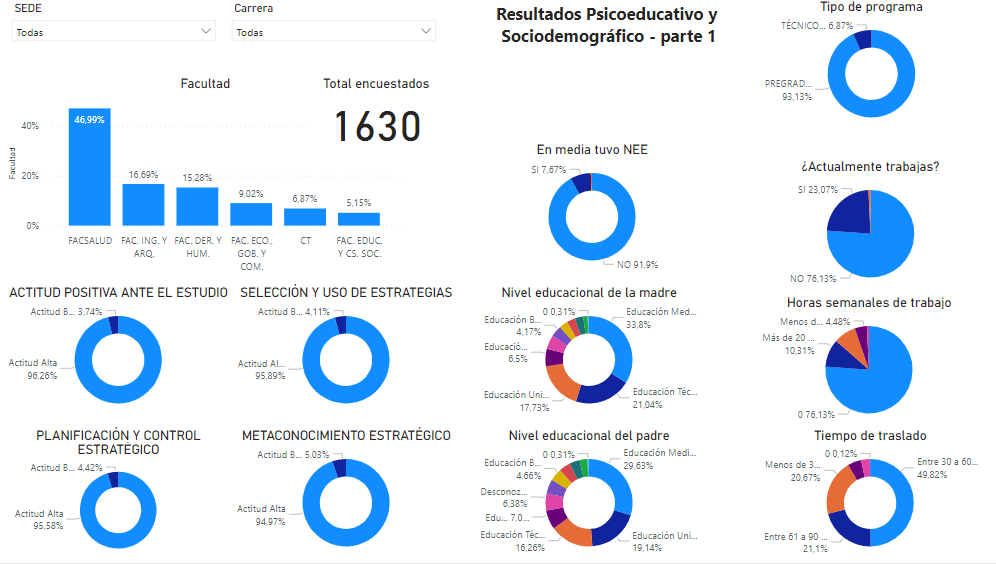 SEDE
Todas
Carrera
Todas
Resultados Psicoeducativo y
Sociodemográfico - parte 1
Tipo de programa
TÉCNICO... 6,87%
PREGRAD...
93,13%
Facultad
Total encuestados
1630
Facultad
40%
20%
0%
46,99%
16,69%
15,28%
9,02%
6,87%
5,15%
FACSALUD
FAC. ING. Y
ARQ.
FAC. DER. Y
HUM.
FAC. ECO.,
GOB. Y
COM.
CT
FAC. EDUC.
Y CS. SOC.
En media tuvo NEE
SI 7,67%
NO 91,9%
¿Actualmente trabajas?
SI 23,07%
NO 76,13%
ACTITUD POSITIVA ANTE EL ESTUDIO
Actitud B... 3,74%
Actitud Alta
96,26%
SELECCIÓN Y USO DE ESTRATEGIAS
Actitud B... 4,11%
Actitud Al...
95,89%
Nivel educacional de la madre
0 0,31%
Educación Med...
33,8%
Educación B...
4,17%
Educació...
6,5%
Educación Uni...
17,73%
Educación Téc...
21,04%
Horas semanales de trabajo
Menos d... 4,48%
Más de 20 ...
10,31%
0 76,13%
PLANIFICACIÓN Y CONTROL
ESTRATÉGICO
Actitud B... 4,42%
Actitud Alta
95,58%
METACONOCIMIENTO ESTRATÉGICO
Actitud B... 5,03%
Actitud Alta
94,97%
Nivel educacional del padre
0 0,31%
Educación Medi...
29,63%
Educación B...
4,66%
Desconoz...
6,38%
Edu... 7,0...
Educación Téc...
16,26%
Educación Uni...
19,14%
Tiempo de traslado
0 0,12%
Menos de 3...
20,67%
Entre 30 a 60...
49,82%
Entre 61 a 90 ...
21,1%